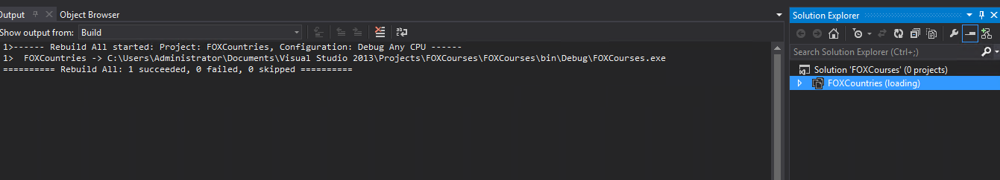 Output Object Browser
Show output from: Build
1>------ Rebuild All started: Project: FOXCountries, Configuration: Debug Any CPU ------
1>  FOXCountries -> C:\Users\Administrator\Documents\Visual Studio 2013\Projects\FOXCourses\FOXCourses\bin\Debug\FOXCourses.exe
========== Rebuild All: 1 succeeded, 0 failed, 0 skipped ==========
Solution Explorer
Search Solution Explorer (Ctrl+;)
Solution 'FOXCourses' (0 projects)
FOXCountries (loading)